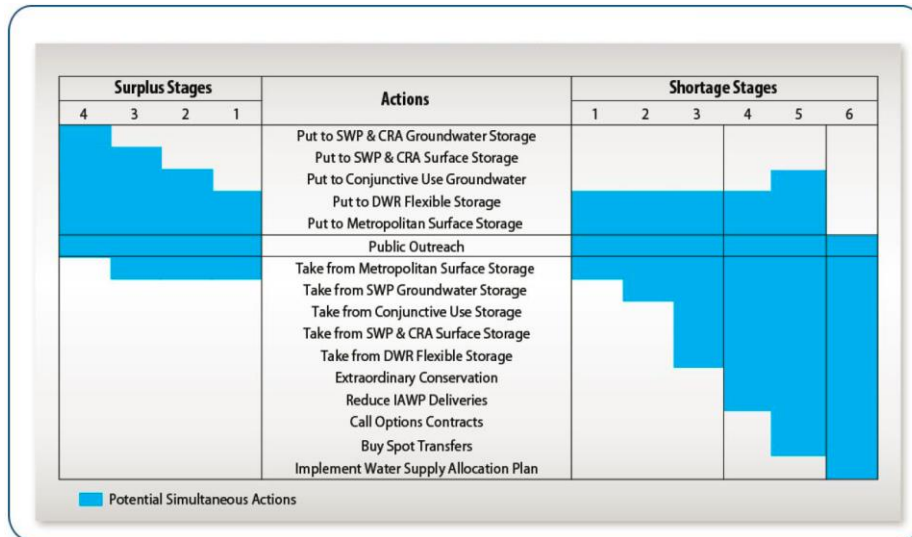 Surplus Stages
Actions
Shortage Stages
4 3 2 1
1 2 3 4 5 6
Put to SWP & CRA Groundwater Storage
Put to SWP & CRA Surface Storage
Put to Conjunctive Use Groundwater
Put to DWR Flexible Storage
Put to Metropolitan Surface Storage
Public Outreach
Take from Metropolitan Surface Storage
Take from SWP Groundwater Storage
Take from Conjunctive Use Storage
Take from SWP & CRA Surface Storage
Take from DWR Flexible Storage
Extraordinary Conservation
Reduce IAWP Deliveries
Call Options Contracts
Buy Spot Transfers
Implement Water Supply Allocation Plan
Potential Simultaneous Actions